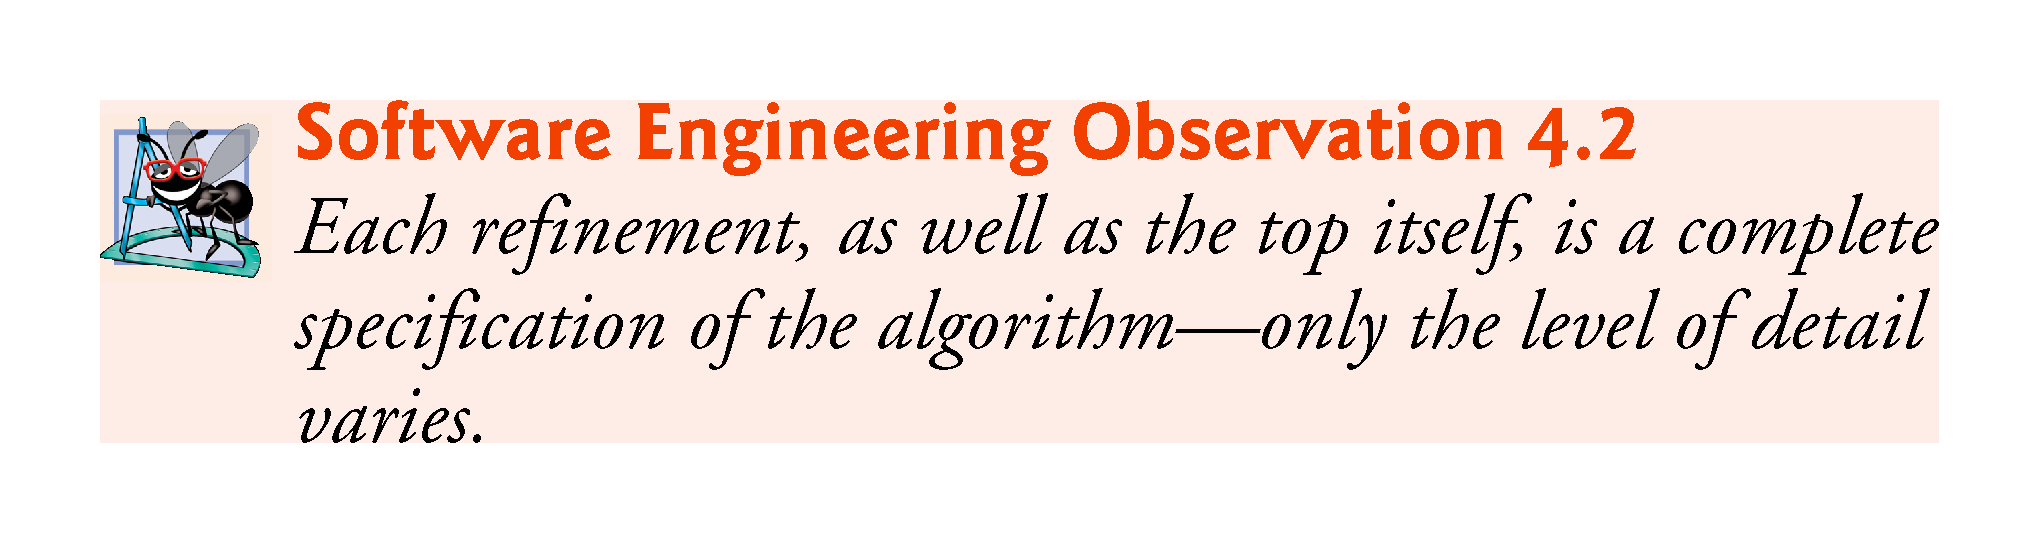 Software Engineering Observation 4.2
Each refinement, as well as the top itself, is a complete
specification of the algorithm—only the level of detail
varies.